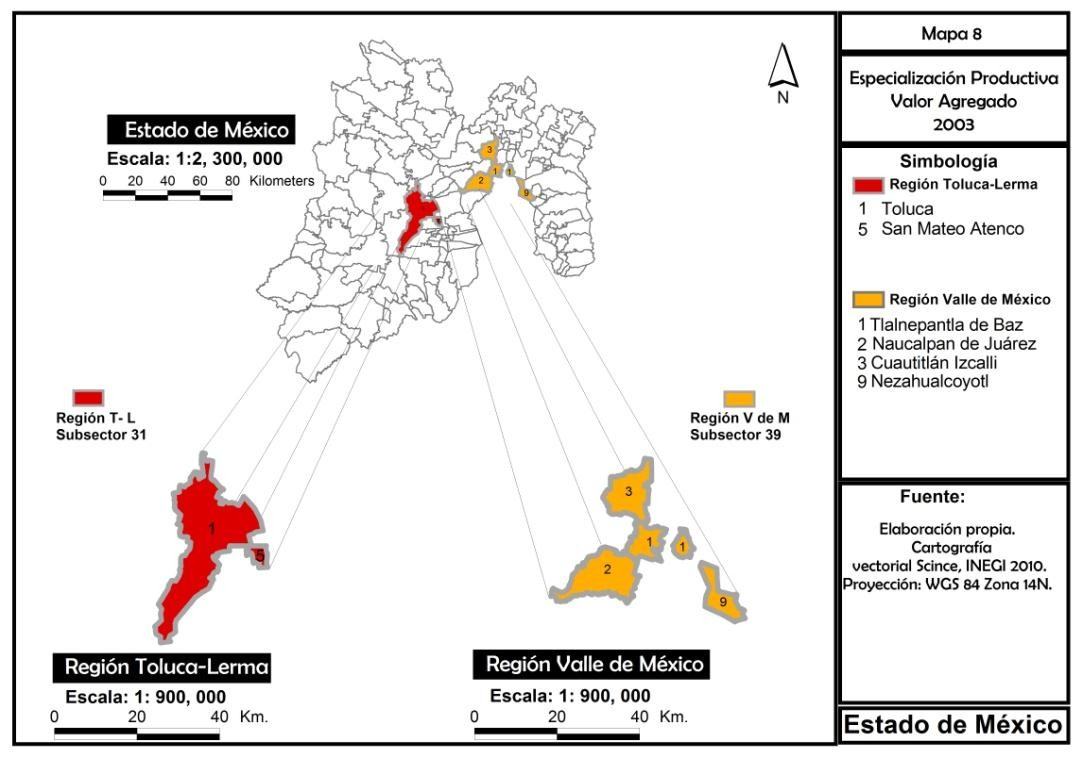 Mapa 8
Especialización Productiva
Valor Agregado
2003
N
Estado de México
Escala: 1:2, 300, 000
0 20 40 60 80 Kilometers
3
1
1
2
9
Simbología
Región Toluca-Lerma
1 Toluca
5 San Mateo Atenco
Región Valle de México
1 Tlalnepantla de Baz
2 Naucalpan de Juárez
3 Cuautitlán Izcalli
9 Nezahualcoyotl
Región T- L
Subsector 31
Región V de M
Subsector 39
1
5
3
1
1
2
9
Fuente:
Elaboración propia.
Cartografía
vectorial Scince, INEGI 2010.
Proyección: WGS 84 Zona 14N.
Región Toluca-Lerma
Escala: 1: 900, 000
0 20 40 Km.
Región Valle de México
Escala: 1: 900, 000
0 20 40 Km.
Estado de México